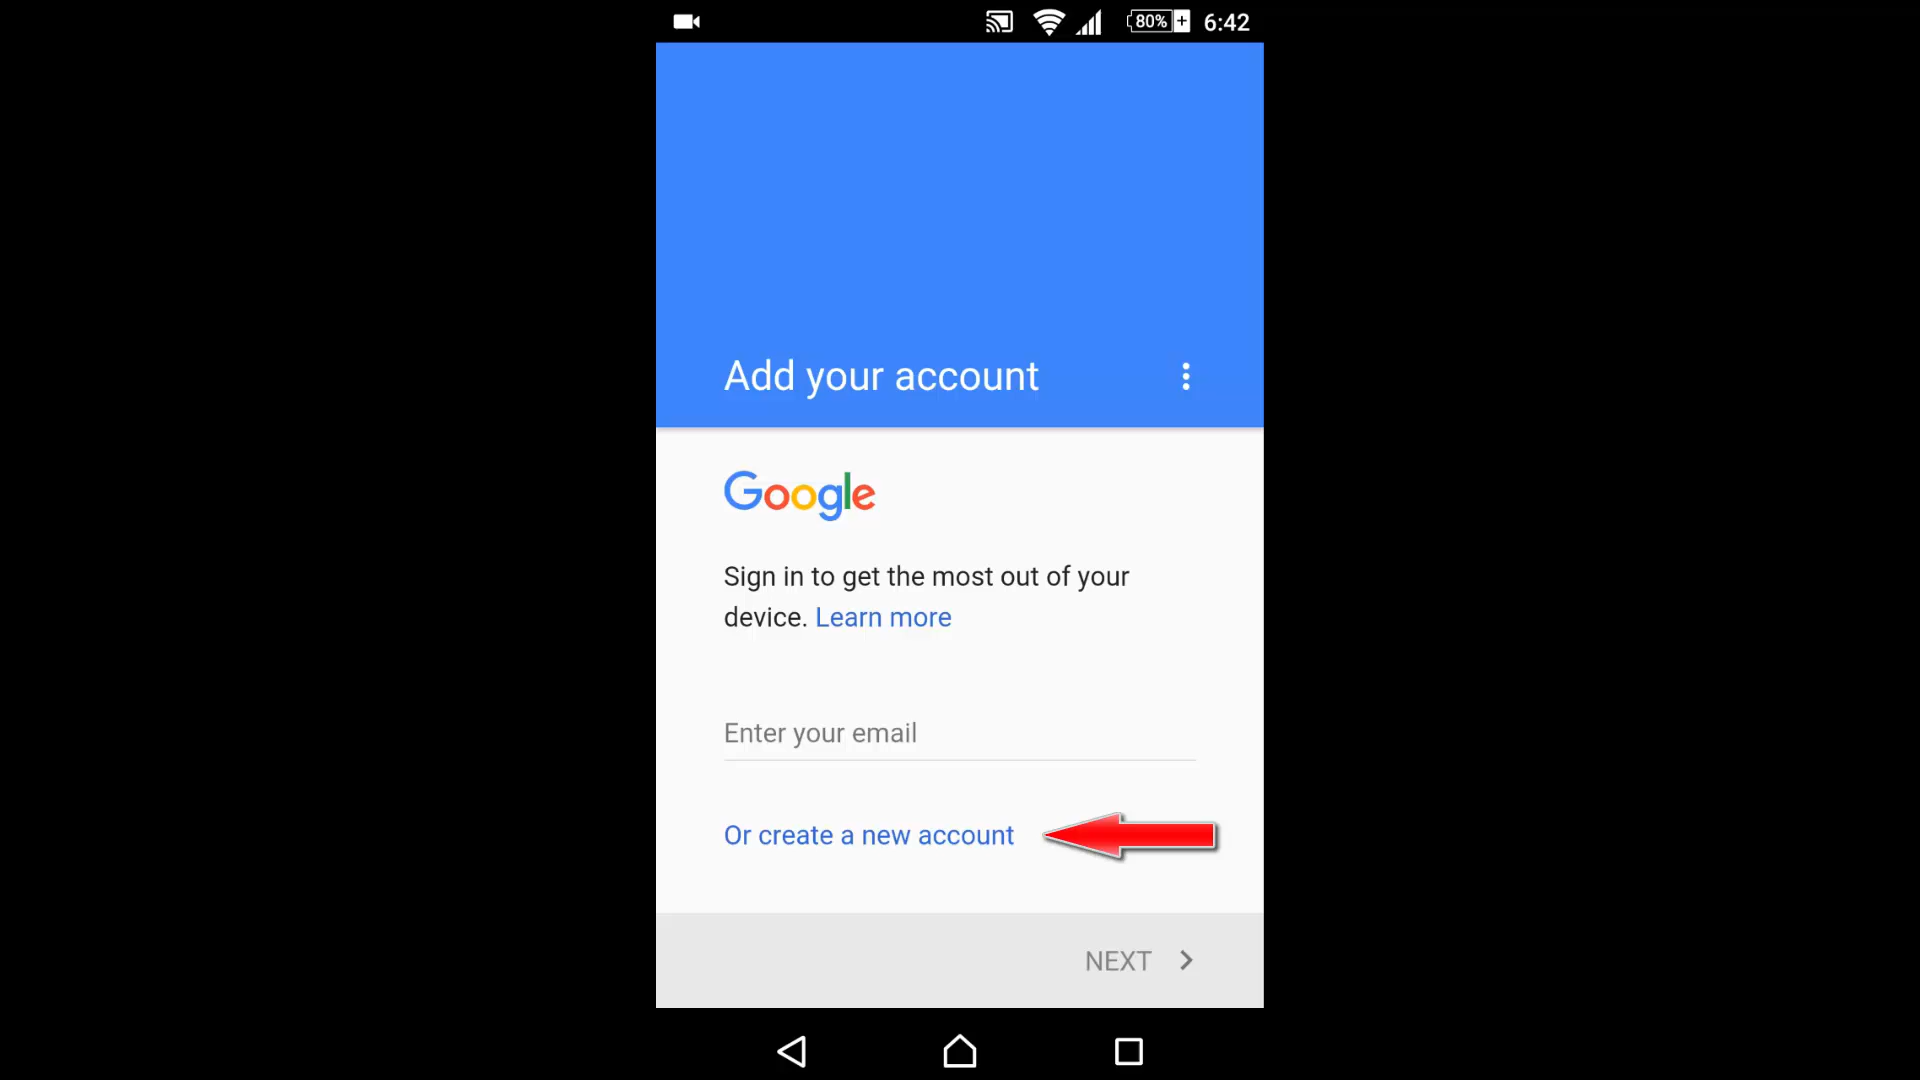 80% 6:42
Add your account
Google
Sign in to get the most out of your
device. Learn more
Enter your email
Or create a new account
NEXT